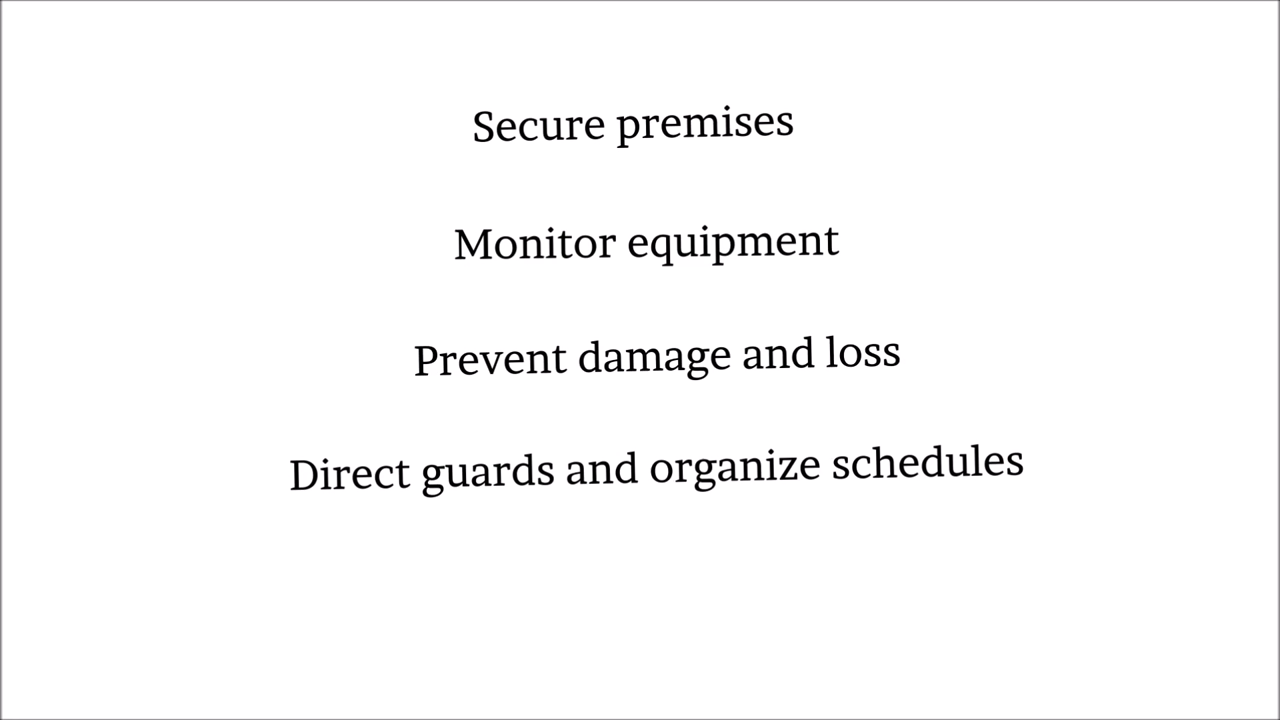 Secure premises
Monitor equipment
Prevent damage and loss
Direct guards and organize schedules